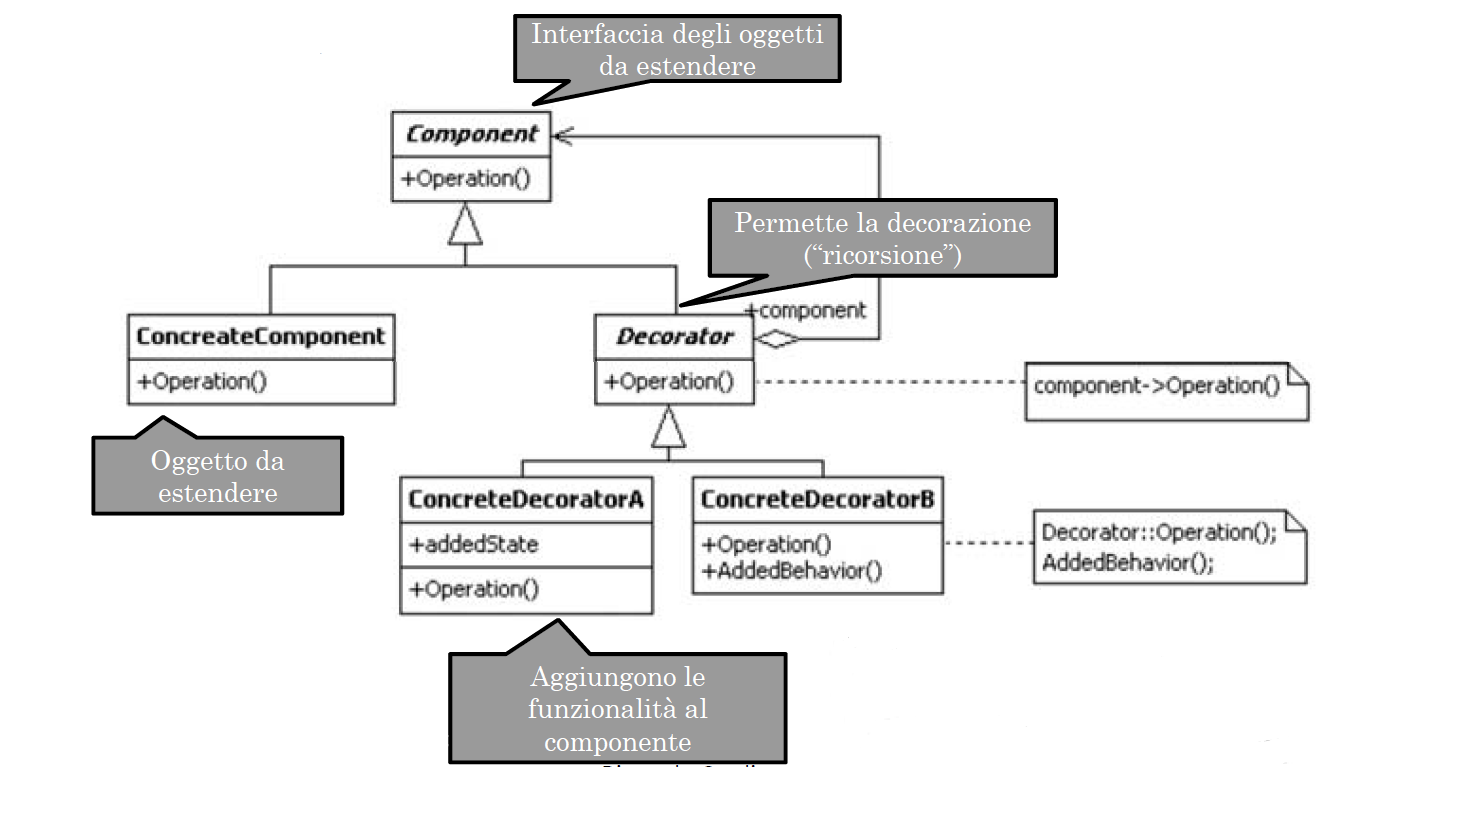 Interfaccia degli oggetti
da estendere
Component
+Operation()
Permette la decorazione
(“ricorsione”)
+component
ConcreateComponent
+Operation()
Decorator
+Operation()
component->Operation()
Oggetto da
estendere
ConcreteDecoratorA
+addedState
+Operation()
ConcreteDecoratorB
+Operation()
+AddedBehavior()
Decorator::Operation();
AddedBehavior();
Aggiungono le
funzionalità al
componente